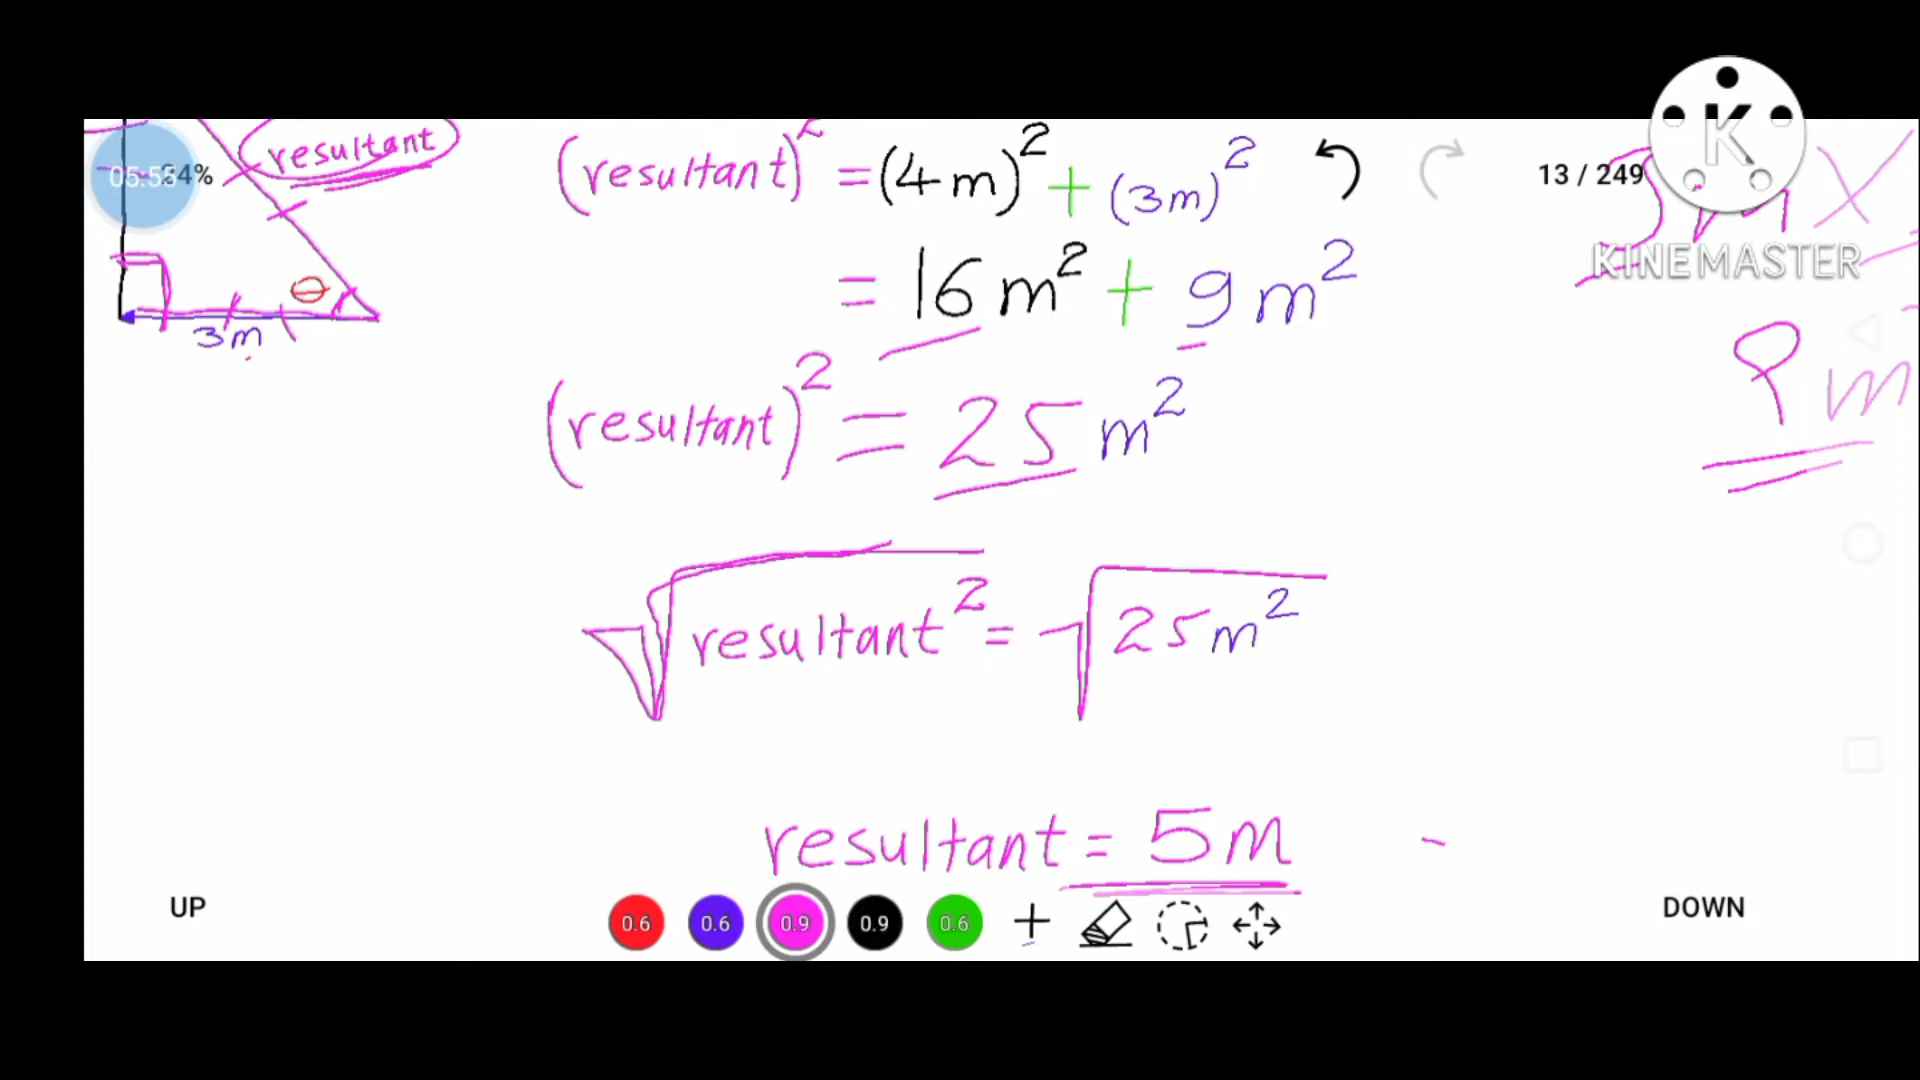 resultant
(resultant)² = (4m)² + (3m)²
13 / 249
KINEMASTER
= 16m² + 9m²
θ
3m
9m
(resultant)² = 25m²
√resultant² = √25m²
resultant = 5m
UP
DOWN
0.6
0.6
0.9
0.9
0.6